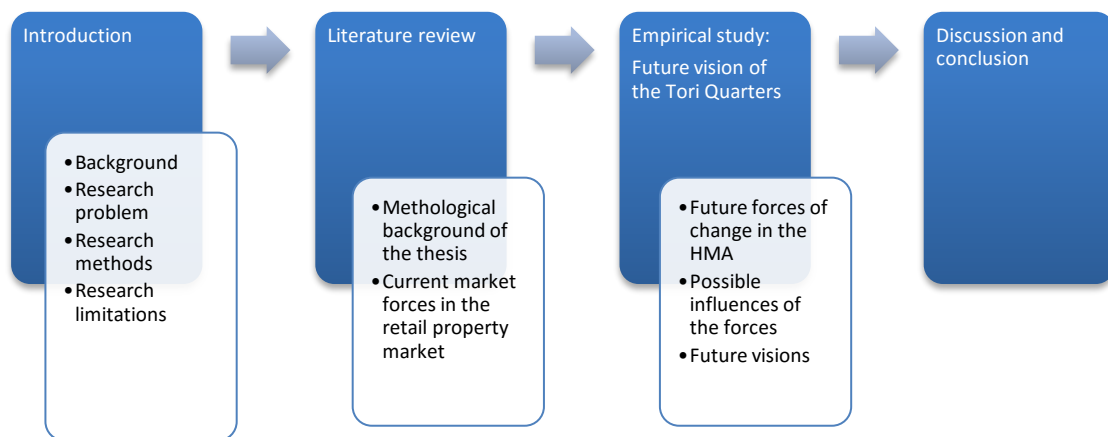 Introduction
•Background
•Research
problem
•Research
methods
•Research
limitations
Literature review
•Methological
background of
the thesis
•Current market
forces in the
retail property
market
Empirical study:
Future vision of
the Tori Quarters
•Future forces of
change in the
HMA
•Possible
influences of
the forces
•Future visions
Discussion and
conclusion